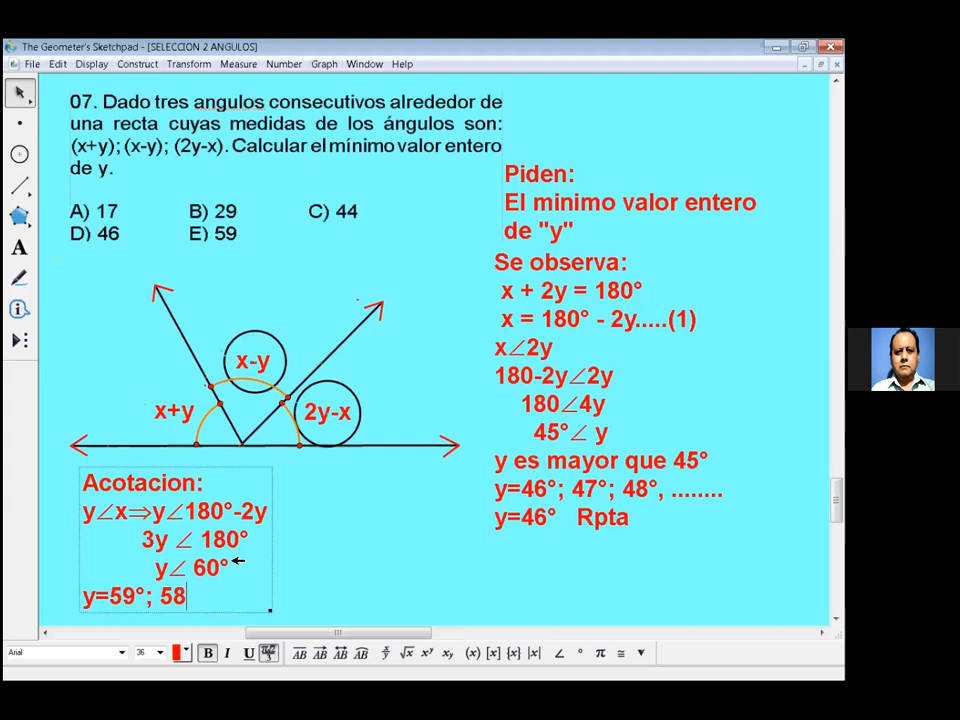 The Geometer's Sketchpad - [SELECCION 2 ANGULOS]
File Edit Display Construct Transform Measure Number Graph Window Help
07. Dado tres angulos consecutivos alrededor de
una recta cuyas medidas de los ángulos son:
(x+y); (x-y); (2y-x). Calcular el mínimo valor entero
de y.
A) 17 B) 29 C) 44
D) 46 E) 59
Piden:
El minimo valor entero
de "y"
Se observa:
x + 2y = 180°
x = 180° - 2y.....(1)
x∠2y
180-2y∠2y
180∠4y
45°∠ y
y es mayor que 45°
y=46°; 47°; 48°, ........
y=46° Rpta
x-y
x+y
2y-x
Acotacion:
y∠x⇒y∠180°-2y
3y ∠ 180°
y∠ 60°
y=59°; 58
A
Arial 36 B I U